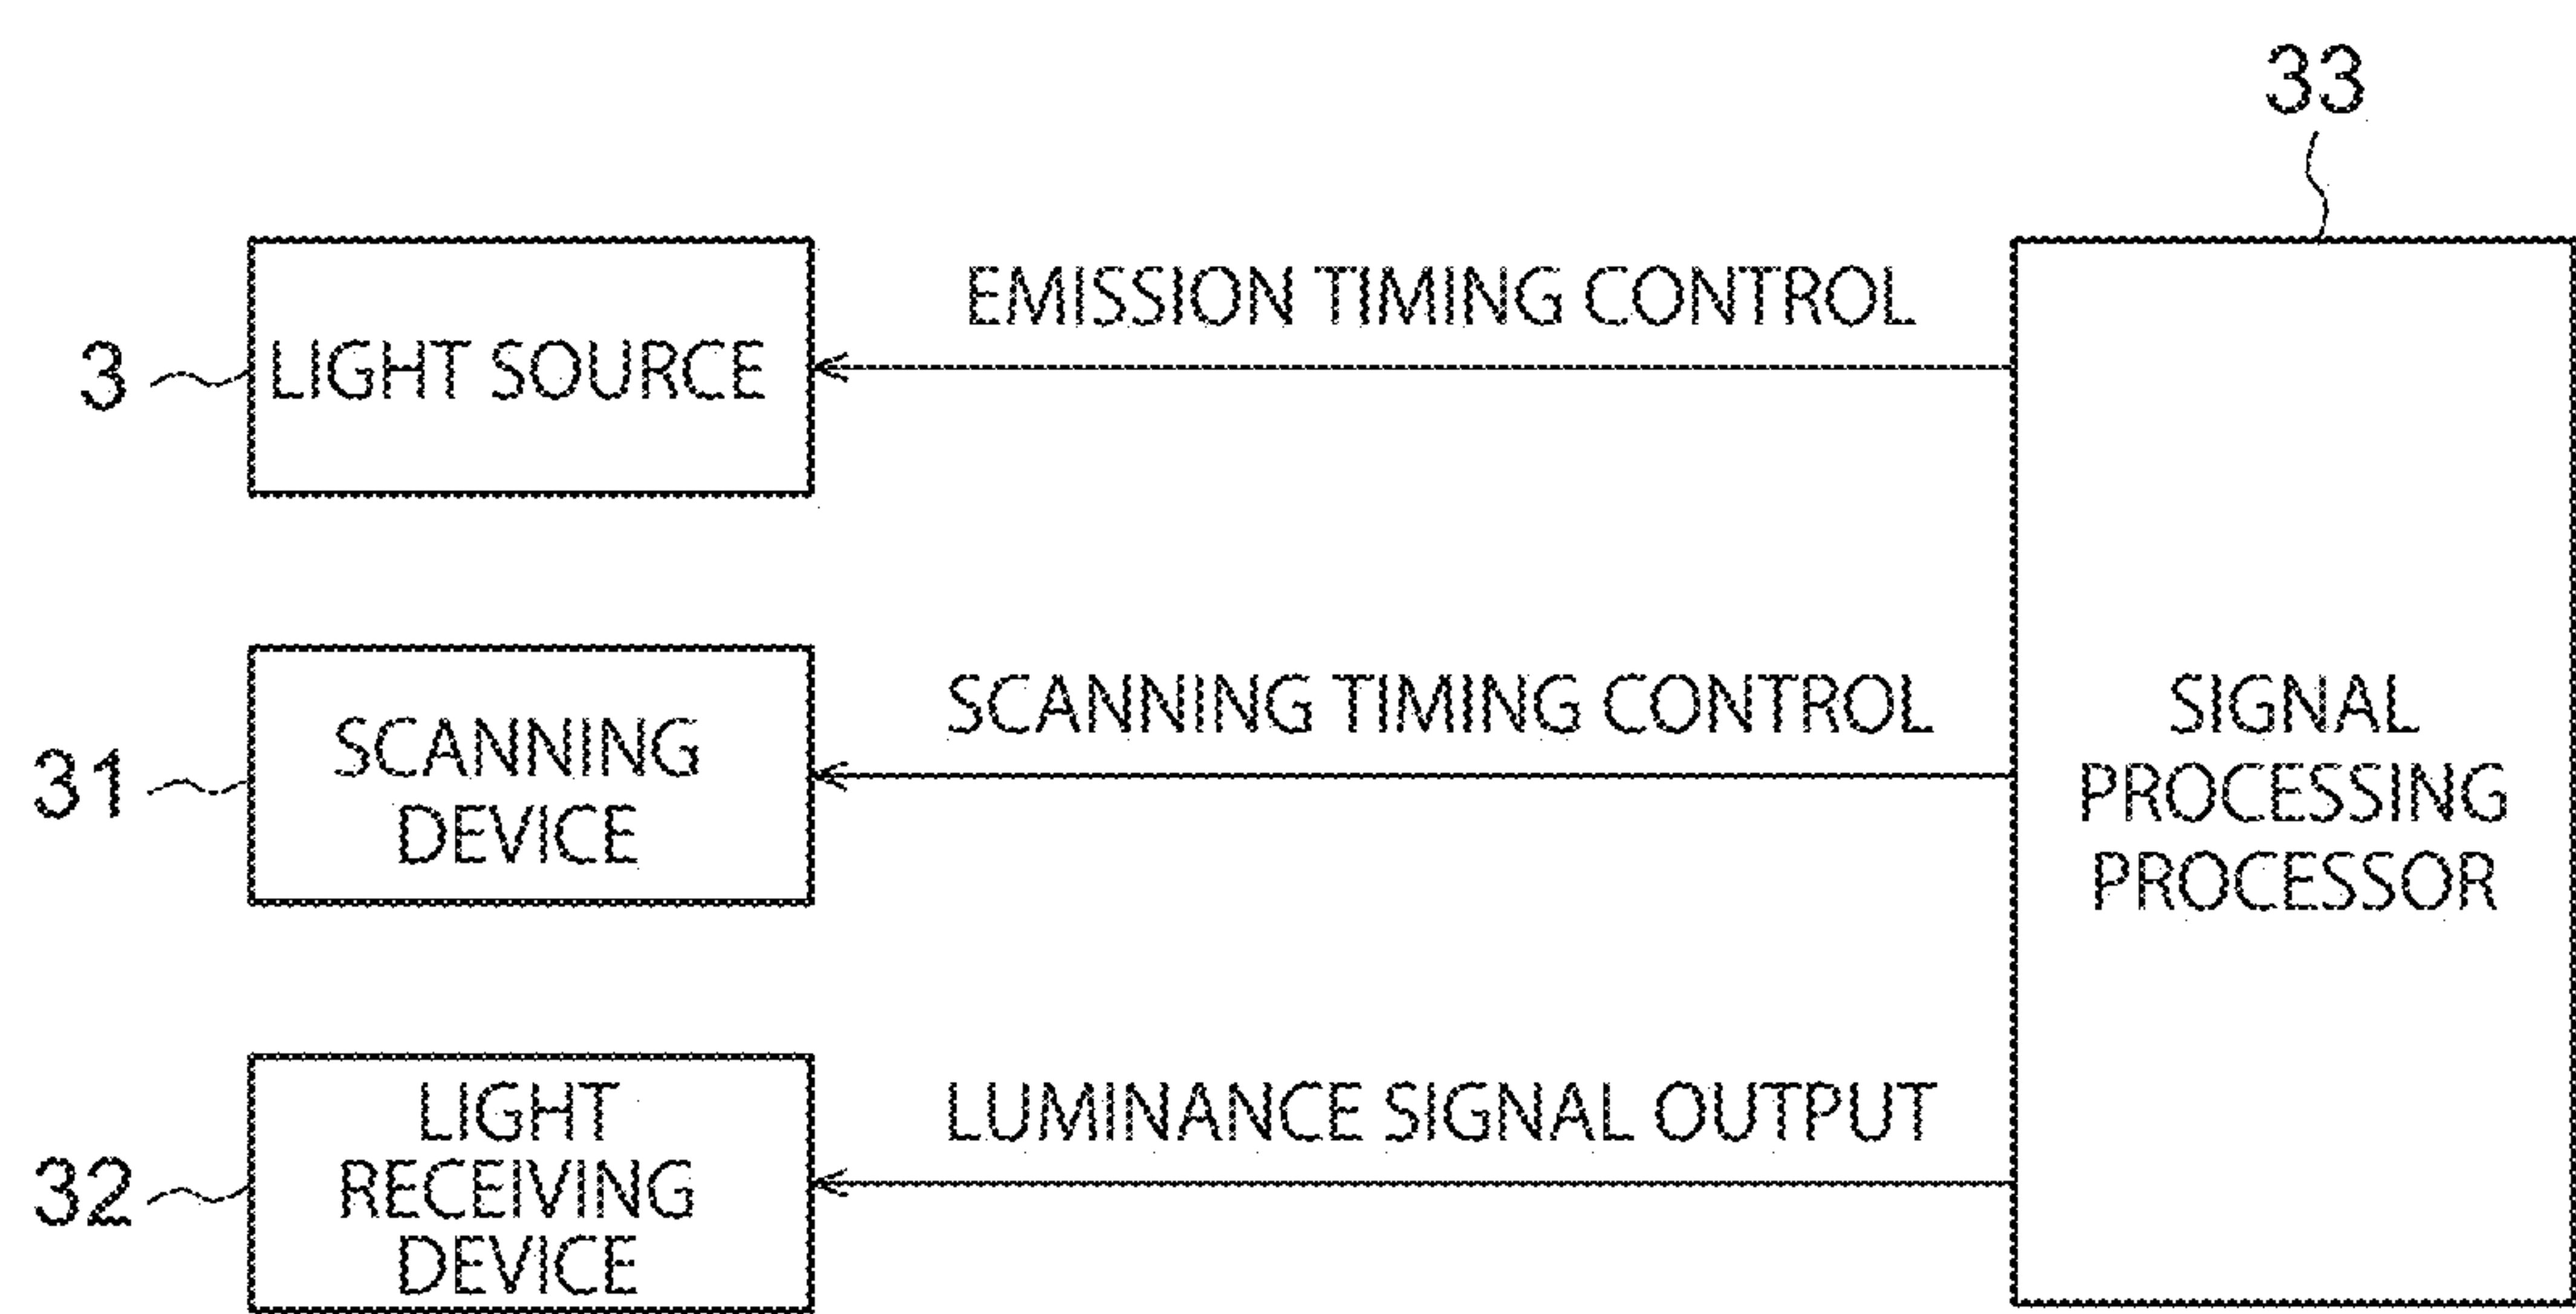 33
EMISSION TIMING CONTROL
3
LIGHT SOURCE
SCANNING TIMING CONTROL
31
SCANNING
DEVICE
SIGNAL
PROCESSING
PROCESSOR
LUMINANCE SIGNAL OUTPUT
32
LIGHT
RECEIVING
DEVICE